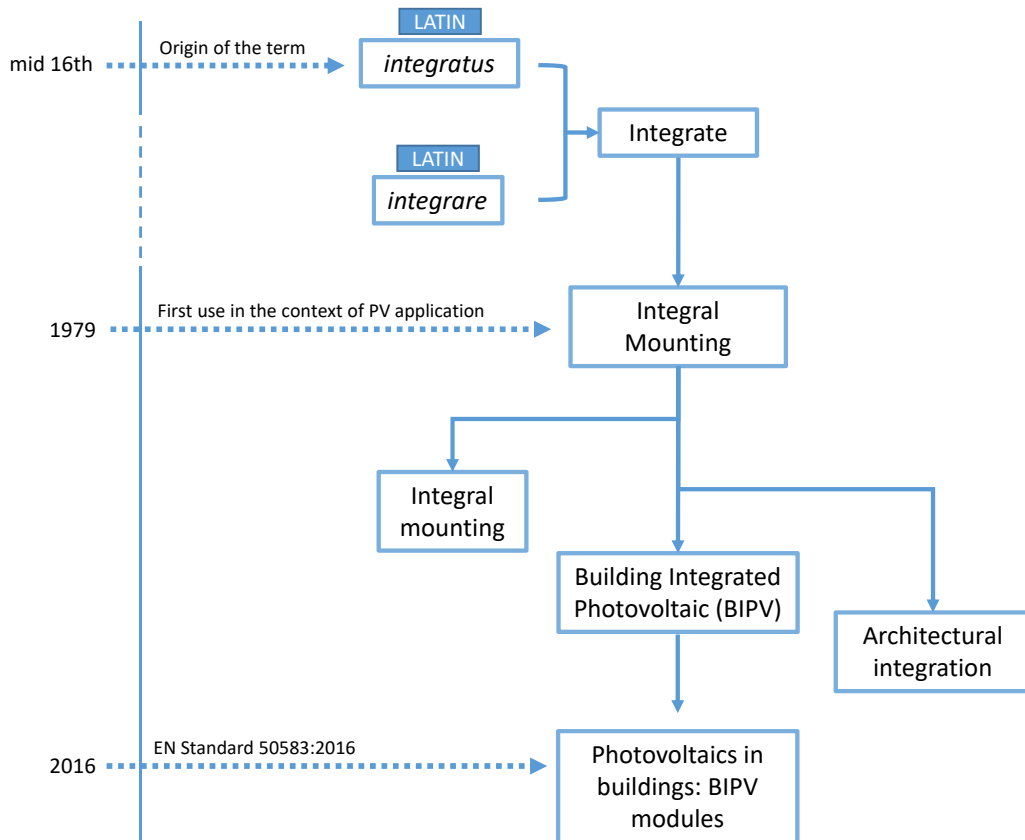 LATIN
Origin of the term
mid 16th
integratus
Integrate
LATIN
integrare
First use in the context of PV application
1979
Integral
Mounting
Integral
mounting
Building Integrated
Photovoltaic (BIPV)
Architectural
integration
EN Standard 50583:2016
2016
Photovoltaics in
buildings: BIPV
modules